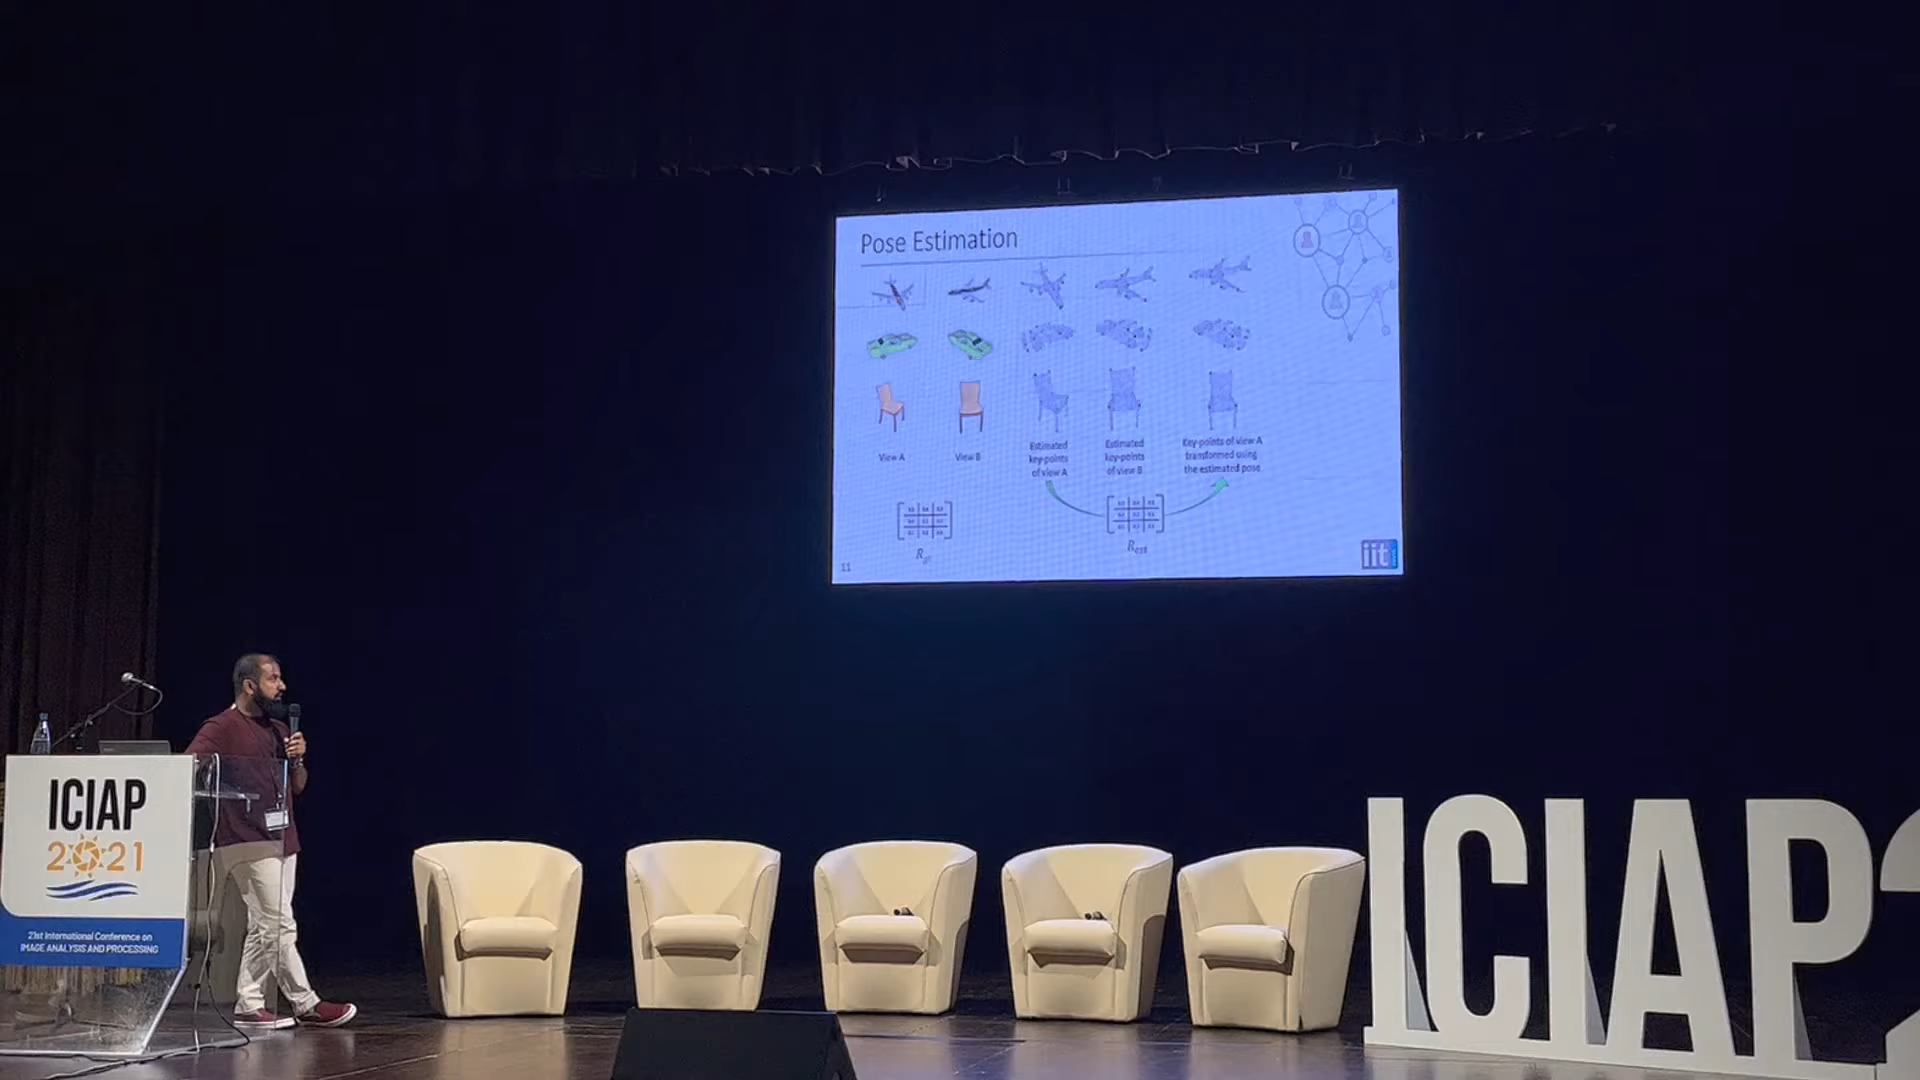 Pose Estimation
View A
View B
Estimated
key-points
of view A
Estimated
key-points
of view B
Key-points of view A
transformed using
the estimated pose
R
R est
11
iit
ICIAP
2021
21st International Conference on
IMAGE ANALYSIS AND PROCESSING
ICIAP2